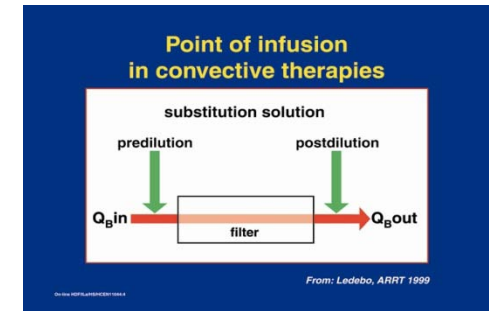 Point of infusion
in convective therapies
substitution solution
predilution postdilution
QBin QBout
filter
From: Ledebo, ARRT 1999